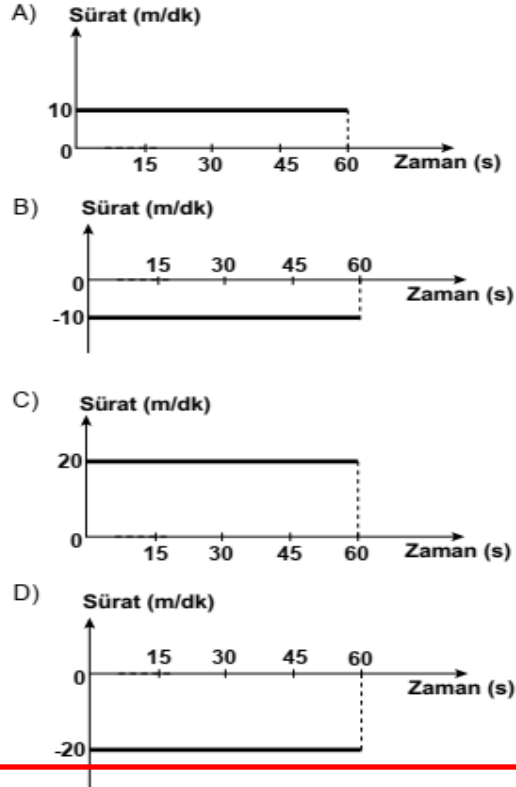 A) Sürat (m/dk)
10
0
15 30 45 60 Zaman (s)
B) Sürat (m/dk)
15 30 45 60
0
Zaman (s)
-10
C) Sürat (m/dk)
20
0
15 30 45 60 Zaman (s)
D) Sürat (m/dk)
15 30 45 60
0
Zaman (s)
-20